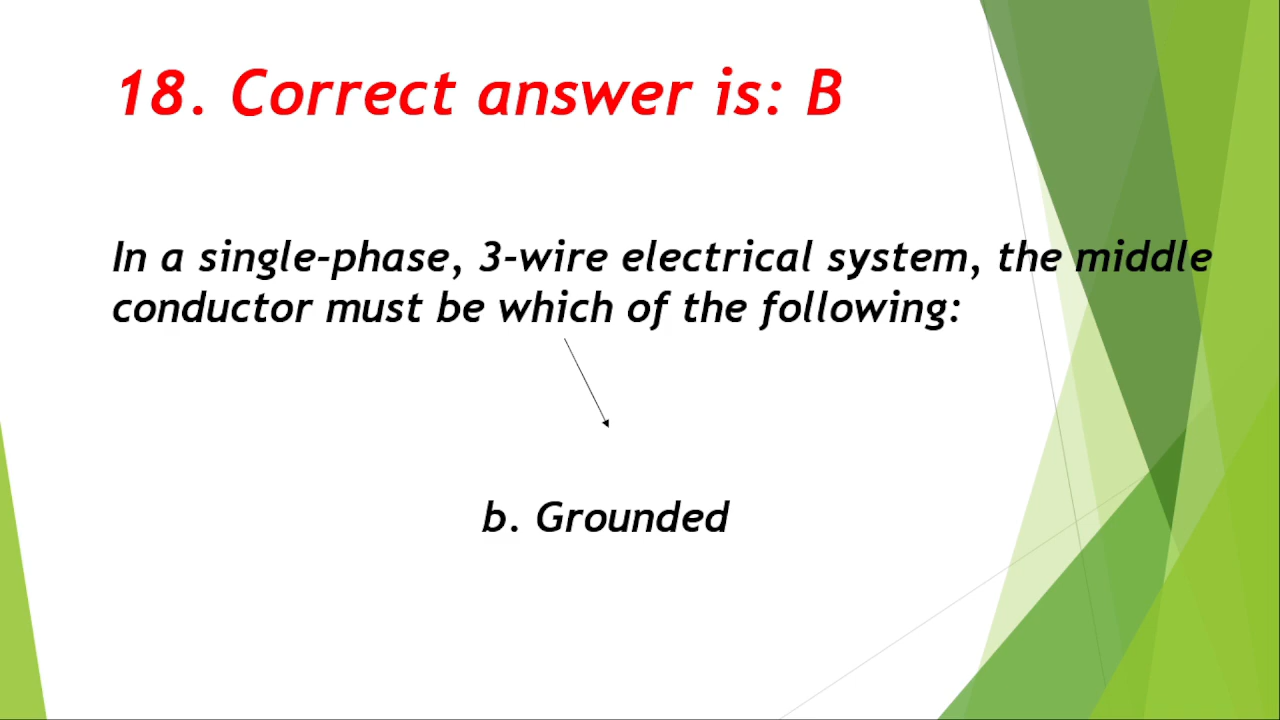 18. Correct answer is: B
In a single-phase, 3-wire electrical system, the middle
conductor must be which of the following:
b. Grounded